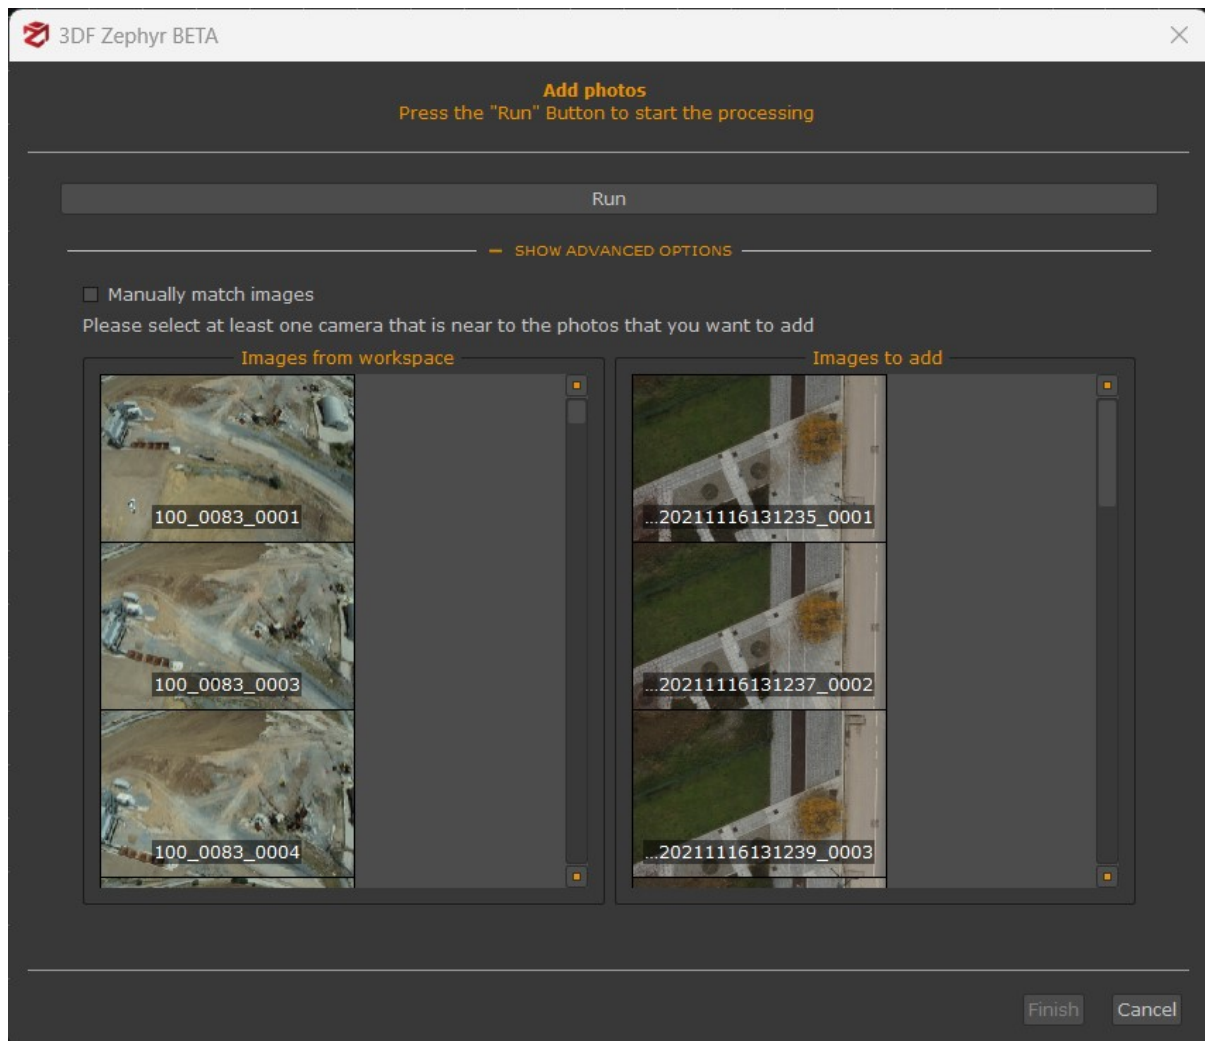 3DF Zephyr BETA
Add photos
Press the "Run" Button to start the processing
Run
SHOW ADVANCED OPTIONS
Manually match images
Please select at least one camera that is near to the photos that you want to add
Images from workspace
100_0083_0001
100_0083_0003
100_0083_0004
Images to add
...20211116131235_0001
...20211116131237_0002
...20211116131239_0003
Finish
Cancel